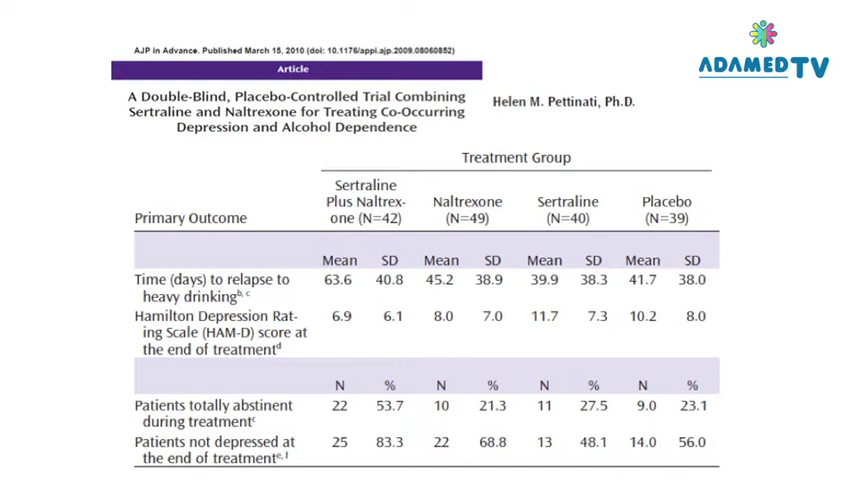 AJP in Advance. Published March 15, 2010 (doi: 10.1176/appi.ajp.2009.08060852)
ADAMED TV
Article
A Double-Blind, Placebo-Controlled Trial Combining
Sertraline and Naltrexone for Treating Co-Occurring
Depression and Alcohol Dependence
Helen M. Pettinati, Ph.D.
Treatment Group
Primary Outcome
Sertraline
Plus Naltrex-
one (N=42)
Naltrexone
(N=49)
Sertraline
(N=40)
Placebo
(N=39)
Mean SD Mean SD Mean SD Mean SD
Time (days) to relapse to
heavy drinkingᵇ,ᶜ
63.6 40.8 45.2 38.9 39.9 38.3 41.7 38.0
Hamilton Depression Rat-
ing Scale (HAM-D) score at
the end of treatmentᵈ
6.9 6.1 8.0 7.0 11.7 7.3 10.2 8.0
N % N % N % N %
Patients totally abstinent
during treatmentᶜ
22 53.7 10 21.3 11 27.5 9.0 23.1
Patients not depressed at
the end of treatmentᵉ,ᶠ
25 83.3 22 68.8 13 48.1 14.0 56.0